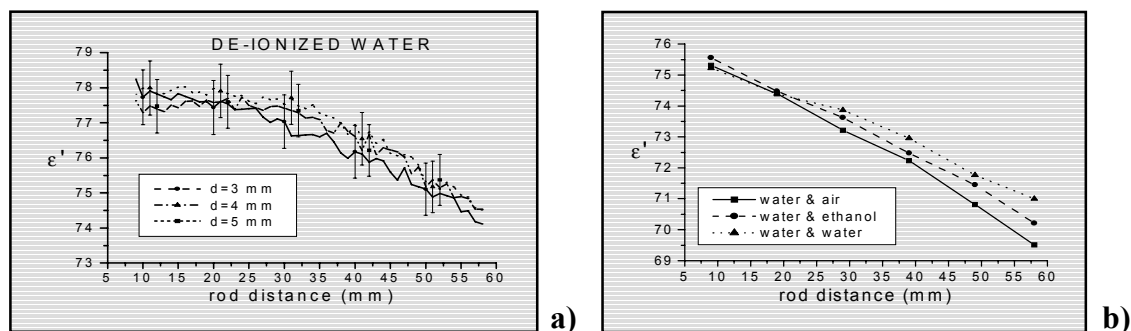 DE-IONIZED WATER
79
78
77
76
75
74
73
ε'
d=3 mm
d=4 mm
d=5 mm
5 10 15 20 25 30 35 40 45 50 55 60
rod distance (mm)
a)
76
75
74
73
72
71
70
69
ε'
water & air
water & ethanol
water & water
5 10 15 20 25 30 35 40 45 50 55 60
rod distance (mm)
b)